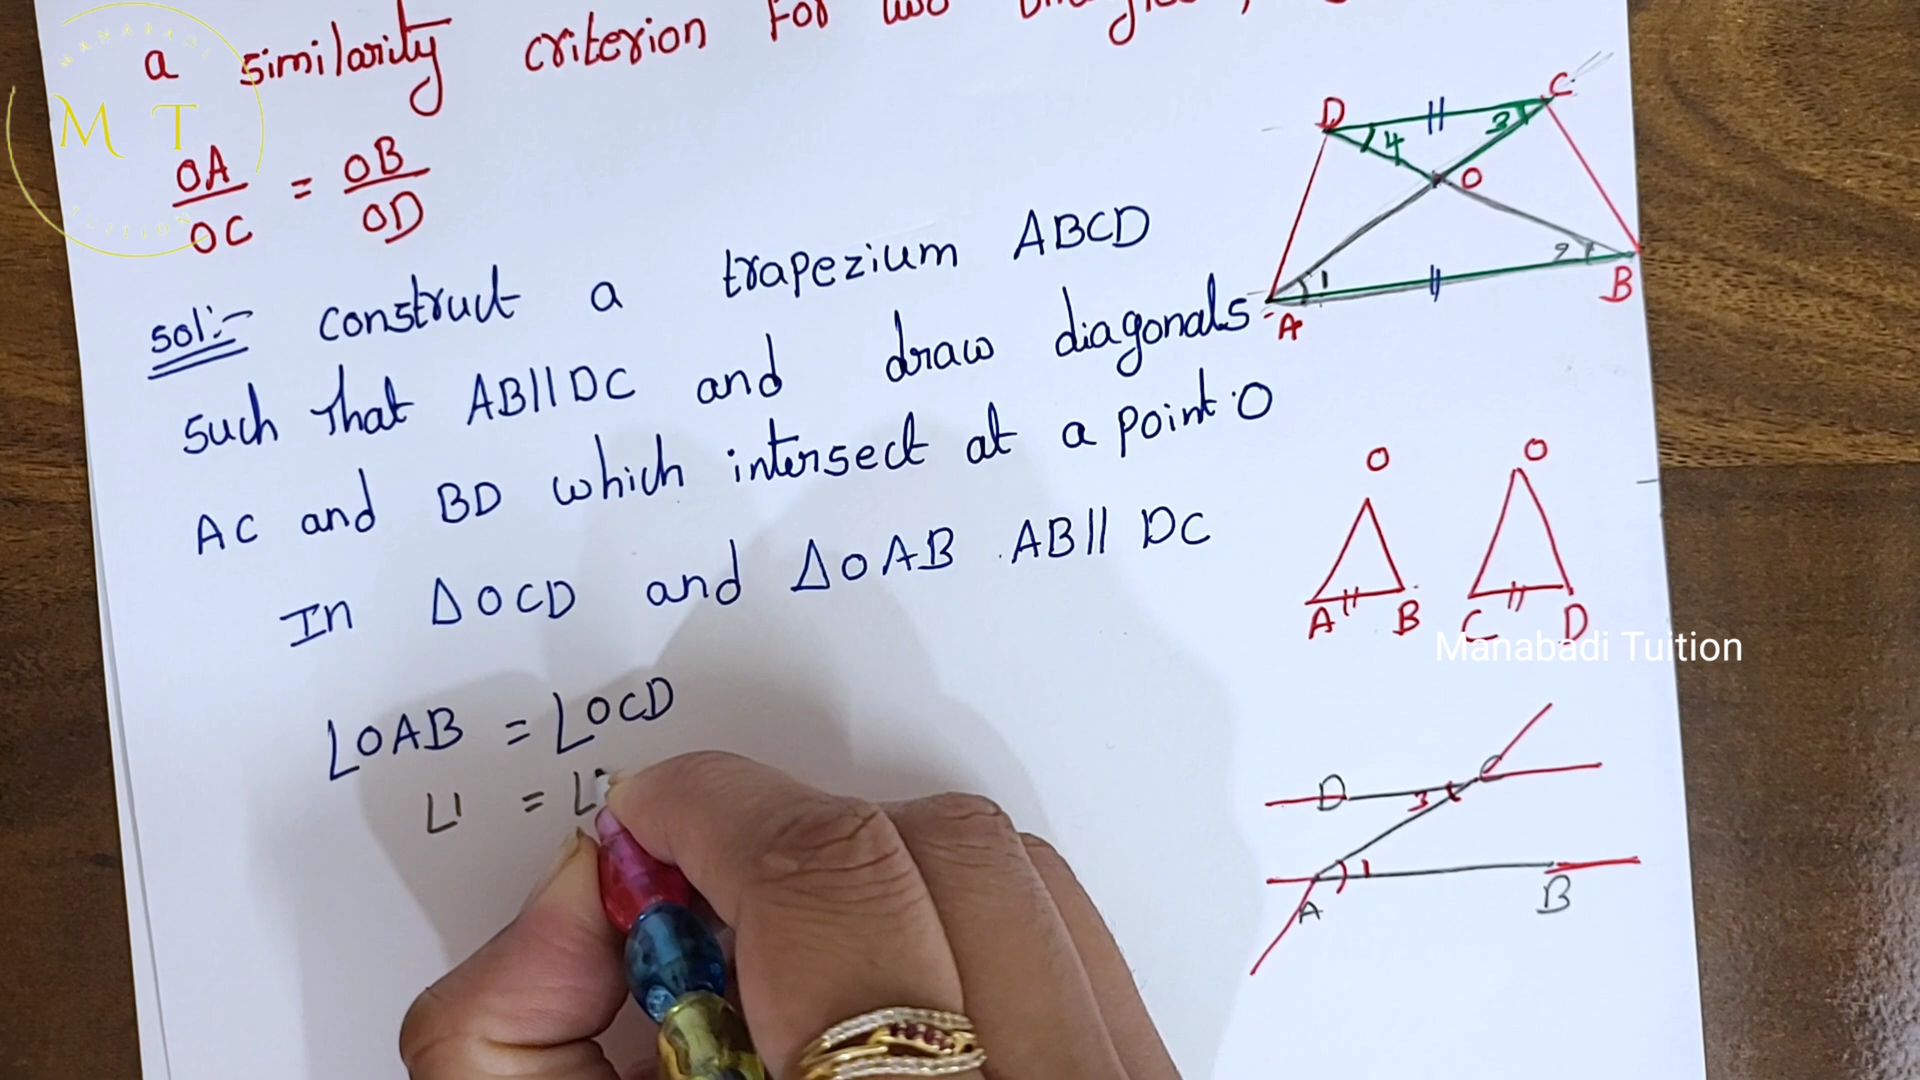 a similarity criterion for two
OA/OC = OB/OD
sol:- construct a trapezium ABCD
such that AB||DC and draw diagonals
AC and BD which intersect at a point O
In ΔOCD and ΔOAB AB||DC
∠OAB = ∠OCD
∠1 = ∠
D C
4 3
O
1 2
A B
O O
A B C D
Manabadi Tuition
D 3 C
A 1 B
M T